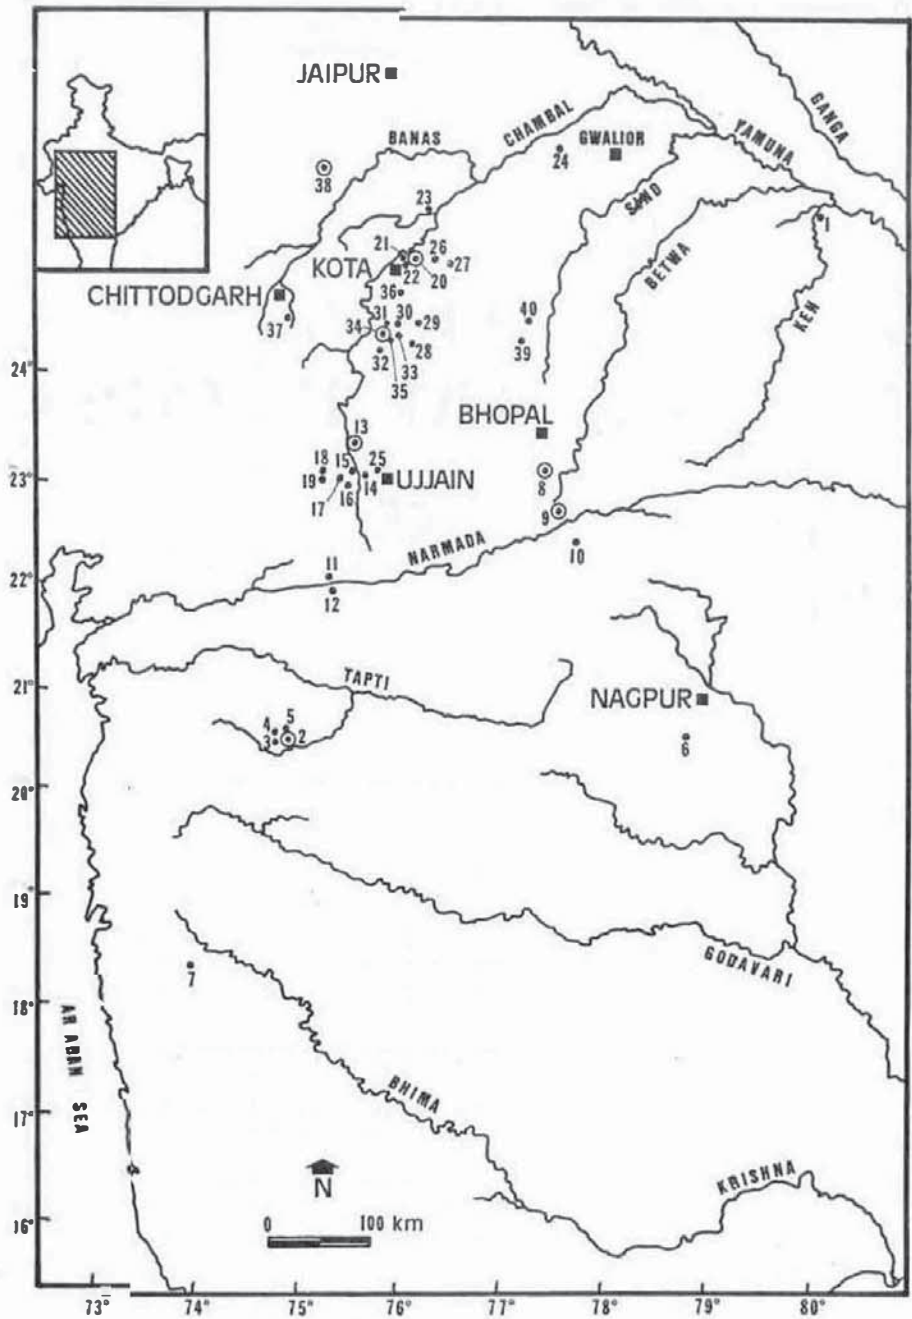 JAIPUR
GANGA
CHAMBAL
BANAS
GWALIOR
YAMUNA
24
38
SIND
23
1
21
26
KOTA
27
22
20
BETWA
CHITTODGARH
36
KEN
37
34
31
30
29
40
32
33
28
39
35
24°
BHOPAL
13
18
15
25
23°
19
UJJAIN
8
17
16
14
9
NARMADA
10
22°
11
12
TAPTI
21°
NAGPUR
5
4
3
2
6
20°
19°
GODAVARI
7
18°
ARABAN SEA
BHIMA
17°
KRISHNA
N
0 100 km
16°
73° 74° 75° 76° 77° 78° 79° 80°